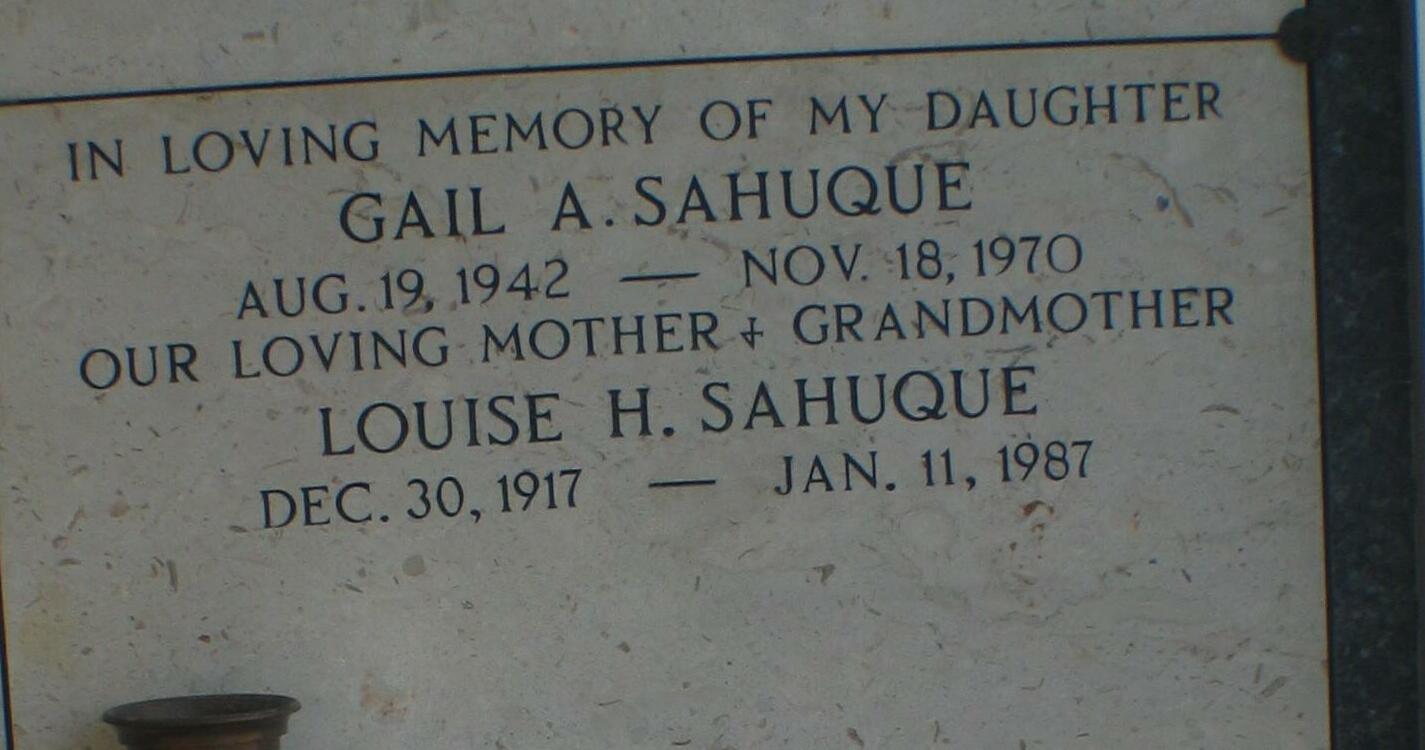 IN LOVING MEMORY OF MY DAUGHTER
GAIL A. SAHUQUE
AUG. 19, 1942 — NOV. 18, 1970
OUR LOVING MOTHER + GRANDMOTHER
LOUISE H. SAHUQUE
DEC. 30, 1917 — JAN. 11, 1987